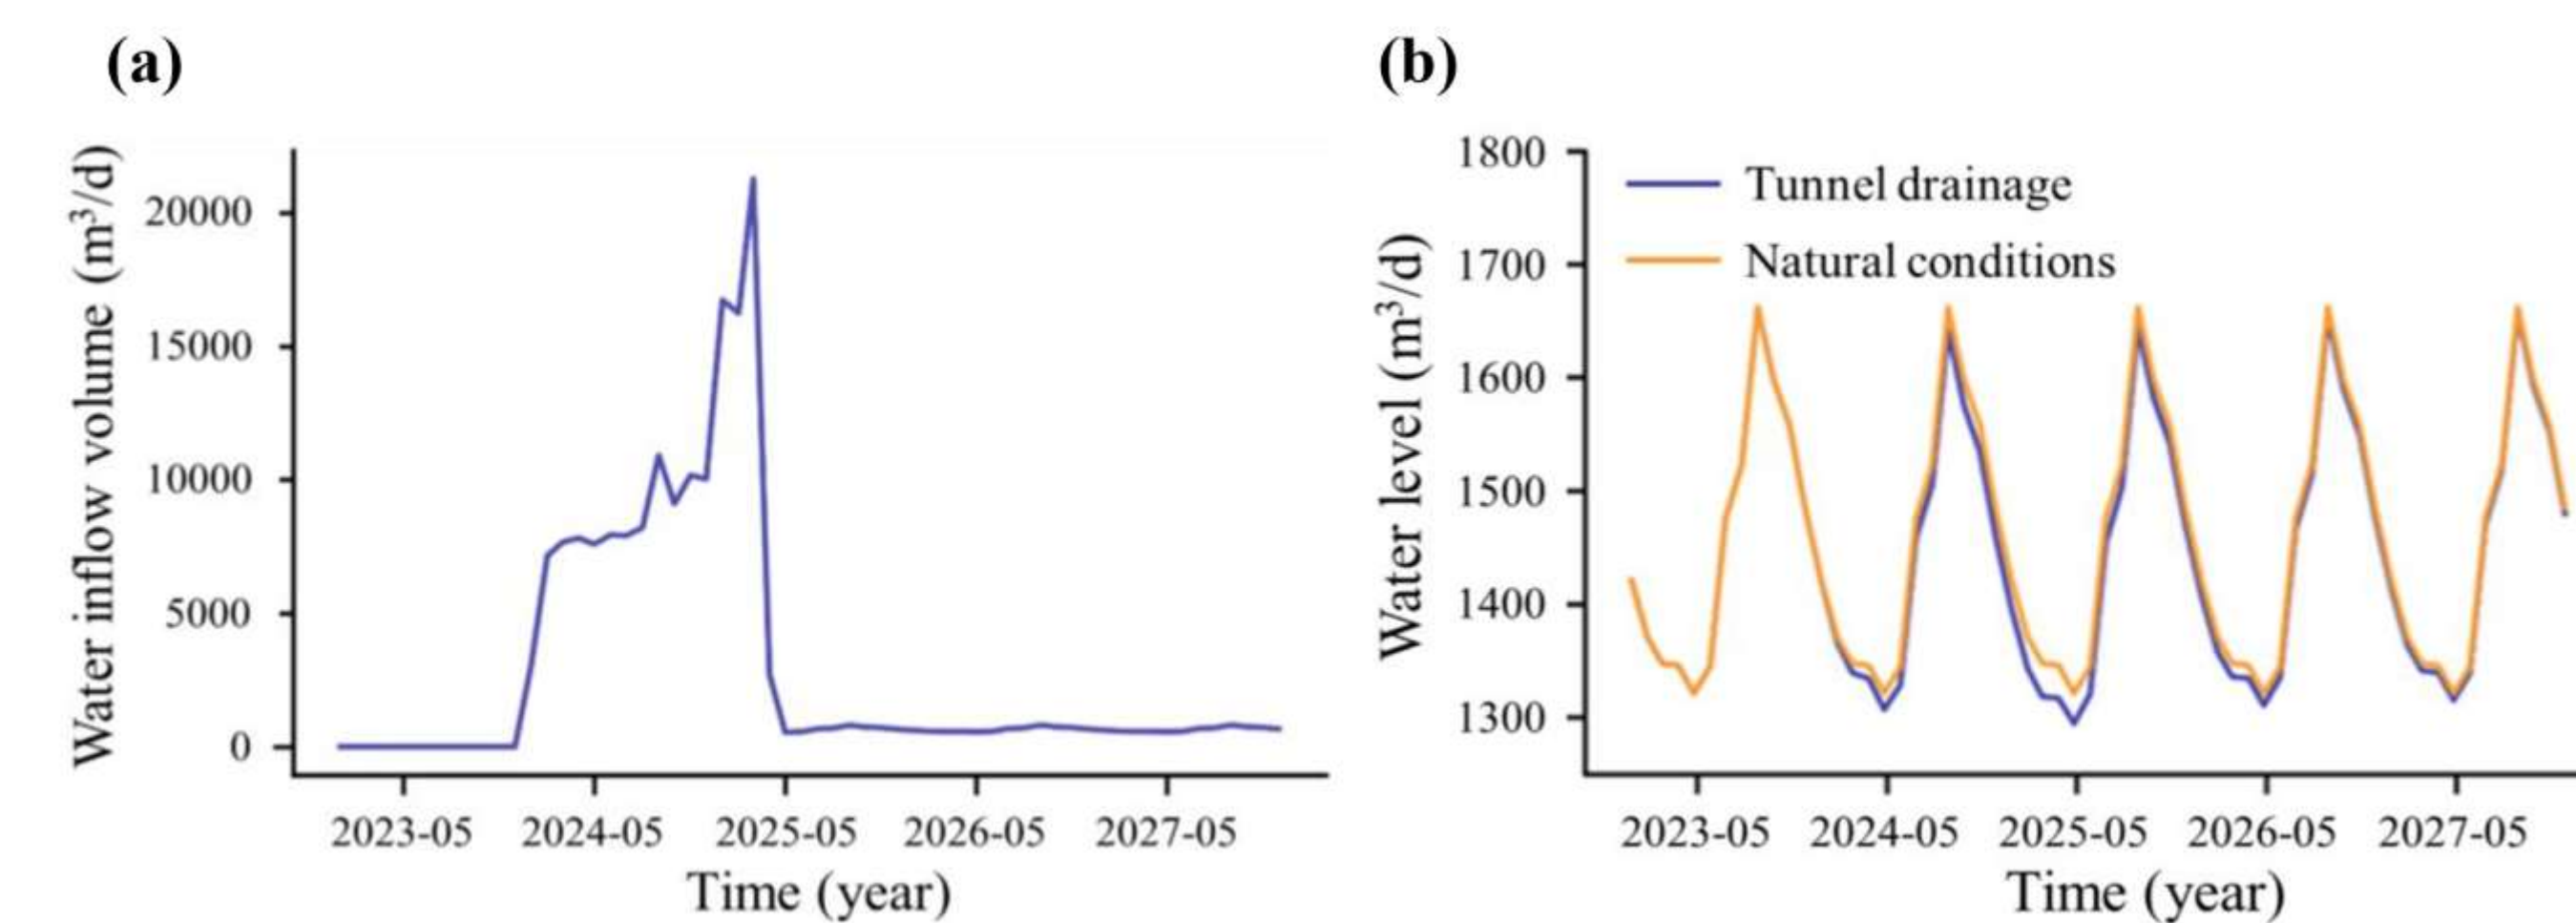 (a)
Water inflow volume (m³/d)
20000
15000
10000
5000
0
2023-05 2024-05 2025-05 2026-05 2027-05
Time (year)
(b)
Water level (m³/d)
1800
1700
1600
1500
1400
1300
Tunnel drainage
Natural conditions
2023-05 2024-05 2025-05 2026-05 2027-05
Time (year)